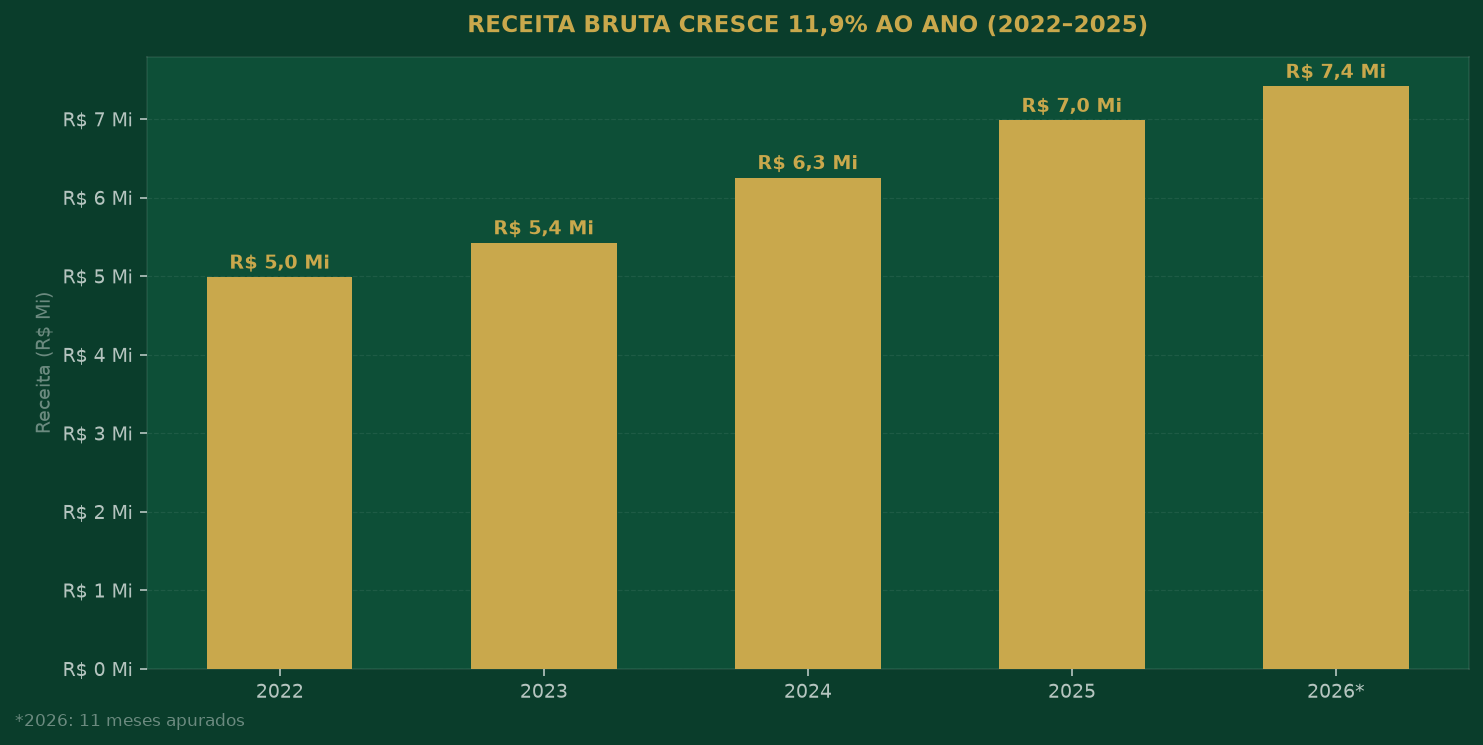 RECEITA BRUTA CRESCE 11,9% AO ANO (2022–2025)
R$ 7,4 Mi
R$ 7,0 Mi
R$ 6,3 Mi
R$ 5,4 Mi
R$ 5,0 Mi
R$ 7 Mi
R$ 6 Mi
R$ 5 Mi
R$ 4 Mi
R$ 3 Mi
R$ 2 Mi
R$ 1 Mi
R$ 0 Mi
Receita (R$ Mi)
2022
2023
2024
2025
2026*
*2026: 11 meses apurados